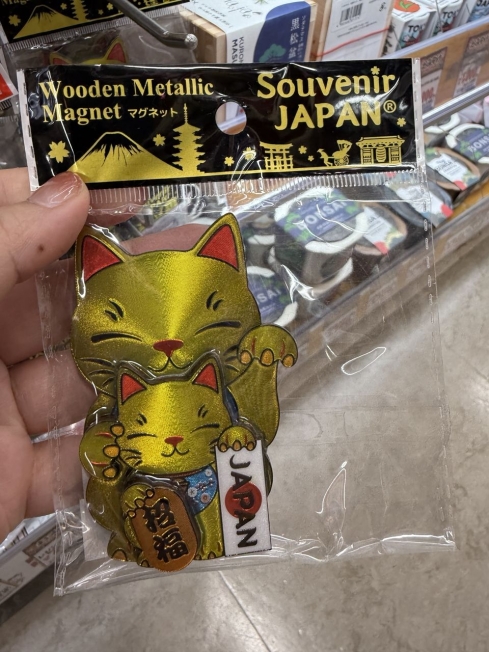 Wooden Metallic
Magnet マグネット
Souvenir
JAPAN®
JAPAN
招福